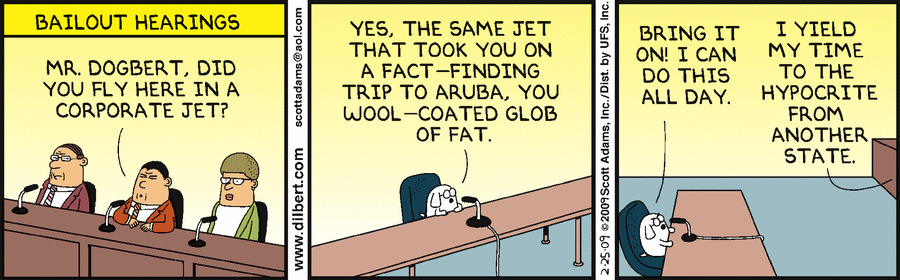 BAILOUT HEARINGS
MR. DOGBERT, DID
YOU FLY HERE IN A
CORPORATE JET?
www.dilbert.com scottadams@aol.com
YES, THE SAME JET
THAT TOOK YOU ON
A FACT-FINDING
TRIP TO ARUBA, YOU
WOOL-COATED GLOB
OF FAT.
2-25-09 ©2009 Scott Adams, Inc./Dist. by UFS, Inc.
BRING IT
ON! I CAN
DO THIS
ALL DAY.
I YIELD
MY TIME
TO THE
HYPOCRITE
FROM
ANOTHER
STATE.